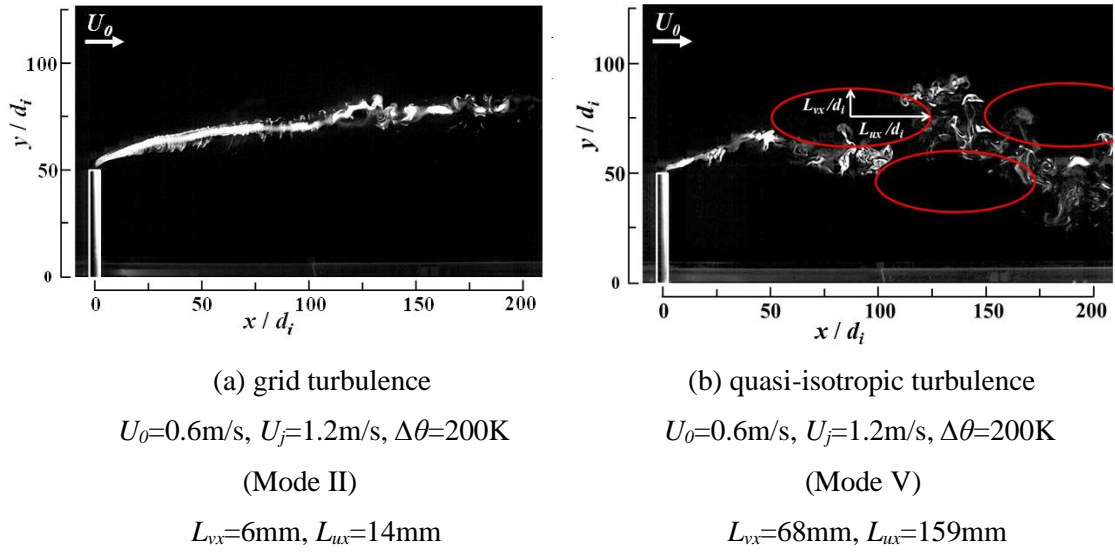 U₀
100
y / dᵢ
50
0
0 50 100 150 200
x / dᵢ
(a) grid turbulence
U₀=0.6m/s, Uⱼ=1.2m/s, Δθ=200K
(Mode II)
Lᵥₓ=6mm, Lᵤₓ=14mm
U₀
100
y / dᵢ
50
0
Lᵥₓ/dᵢ
Lᵤₓ/dᵢ
0 50 100 150 200
x / dᵢ
(b) quasi-isotropic turbulence
U₀=0.6m/s, Uⱼ=1.2m/s, Δθ=200K
(Mode V)
Lᵥₓ=68mm, Lᵤₓ=159mm